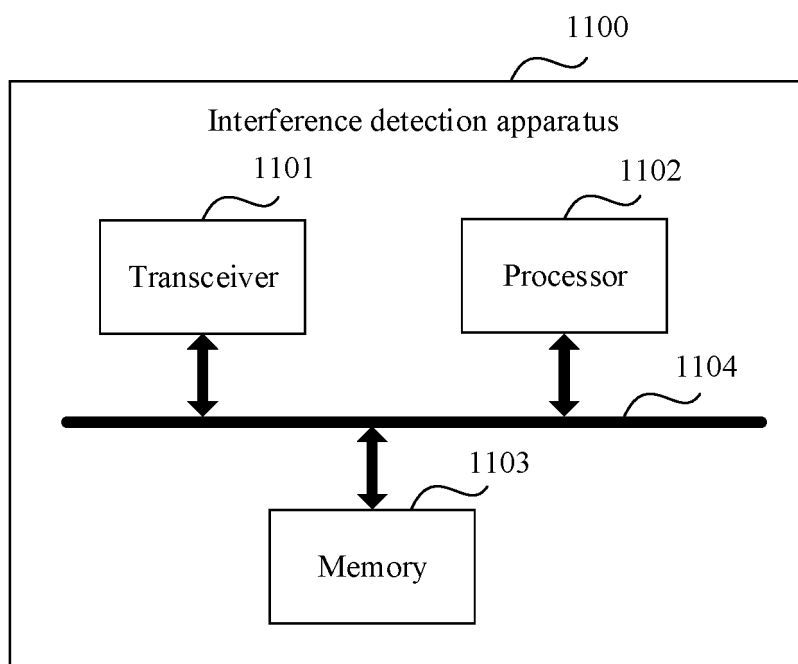 1100
Interference detection apparatus
1101
1102
Transceiver
Processor
1104
1103
Memory